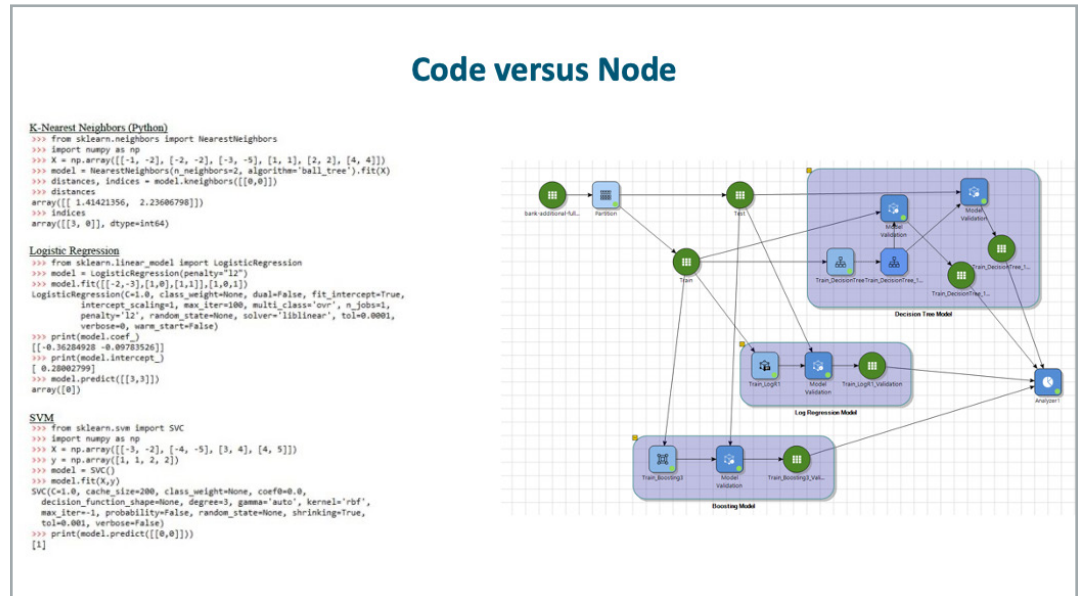 Code versus Node
K-Nearest Neighbors (Python)
>>> from sklearn.neighbors import NearestNeighbors
>>> import numpy as np
>>> X = np.array([[-1, -2], [-2, -2], [-3, -5], [1, 1], [2, 2], [4, 4]])
>>> model = NearestNeighbors(n_neighbors=2, algorithm='ball_tree').fit(X)
>>> distances, indices = model.kneighbors([[0,0]])
>>> distances
array([[ 1.41421356,  2.23606798]])
>>> indices
array([[3, 0]], dtype=int64)
Logistic Regression
>>> from sklearn.linear_model import LogisticRegression
>>> model = LogisticRegression(penalty="l2")
>>> model.fit([[-2,-3],[1,0],[1,1]],[1,0,1])
LogisticRegression(C=1.0, class_weight=None, dual=False, fit_intercept=True,
intercept_scaling=1, max_iter=100, multi_class='ovr', n_jobs=1,
penalty='l2', random_state=None, solver='liblinear', tol=0.0001,
verbose=0, warm_start=False)
>>> print(model.coef_)
[[-0.36284928 -0.09783526]]
>>> print(model.intercept_)
[ 0.28002799]
>>> model.predict([[3,3]])
array([0])
SVM
>>> from sklearn.svm import SVC
>>> import numpy as np
>>> X = np.array([[-3, -2], [-4, -5], [3, 4], [4, 5]])
>>> y = np.array([1, 1, 2, 2])
>>> model = SVC()
>>> model.fit(X,y)
SVC(C=1.0, cache_size=200, class_weight=None, coef0=0.0,
decision_function_shape=None, degree=3, gamma='auto', kernel='rbf',
max_iter=-1, probability=False, random_state=None, shrinking=True,
tol=0.001, verbose=False)
>>> print(model.predict([[0,0]]))
[1]
bank-additional-full...
Partition
Test
Model
Validation
Model
Validation
Train
Train_DecisionTree
Train_DecisionTree_1...
Train_DecisionTree_1...
Train_DecisionTree_1...
Decision Tree Model
Train_LogR1
Model
Validation
Train_LogR1_Validation
Log Regression Model
Analyzer1
Train_Boosting3
Model
Validation
Train_Boosting3_Vali...
Boosting Model